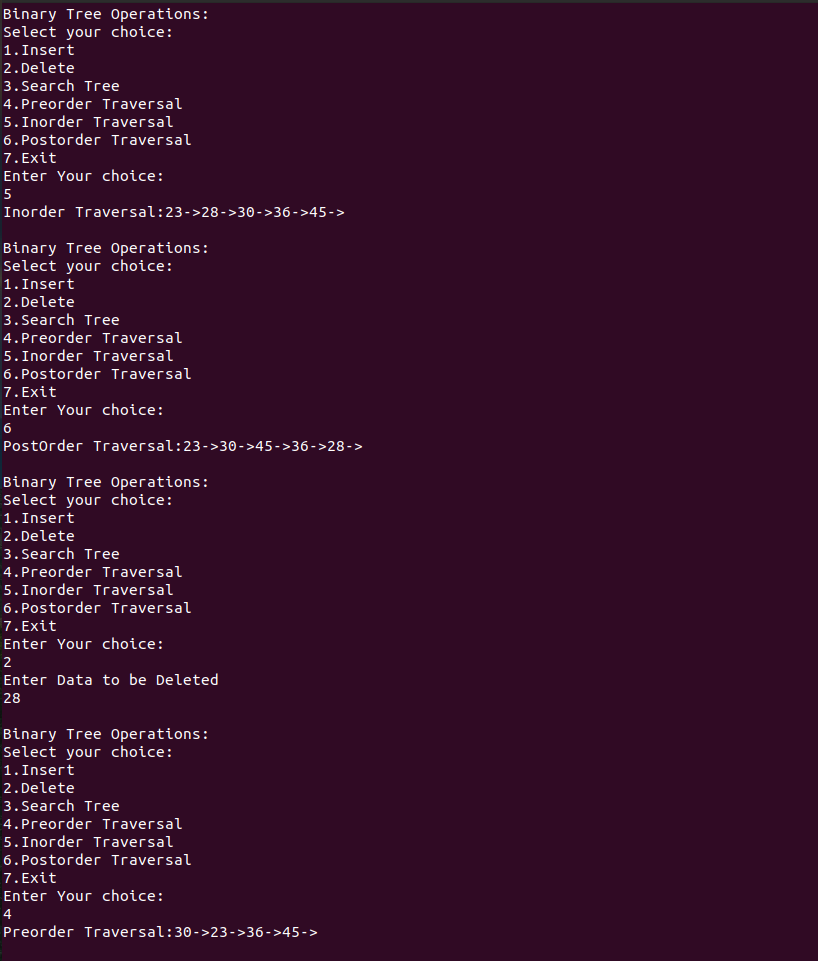 Binary Tree Operations:
Select your choice:
1.Insert
2.Delete
3.Search Tree
4.Preorder Traversal
5.Inorder Traversal
6.Postorder Traversal
7.Exit
Enter Your choice:
5
Inorder Traversal:23->28->30->36->45->

Binary Tree Operations:
Select your choice:
1.Insert
2.Delete
3.Search Tree
4.Preorder Traversal
5.Inorder Traversal
6.Postorder Traversal
7.Exit
Enter Your choice:
6
PostOrder Traversal:23->30->45->36->28->

Binary Tree Operations:
Select your choice:
1.Insert
2.Delete
3.Search Tree
4.Preorder Traversal
5.Inorder Traversal
6.Postorder Traversal
7.Exit
Enter Your choice:
2
Enter Data to be Deleted
28

Binary Tree Operations:
Select your choice:
1.Insert
2.Delete
3.Search Tree
4.Preorder Traversal
5.Inorder Traversal
6.Postorder Traversal
7.Exit
Enter Your choice:
4
Preorder Traversal:30->23->36->45->